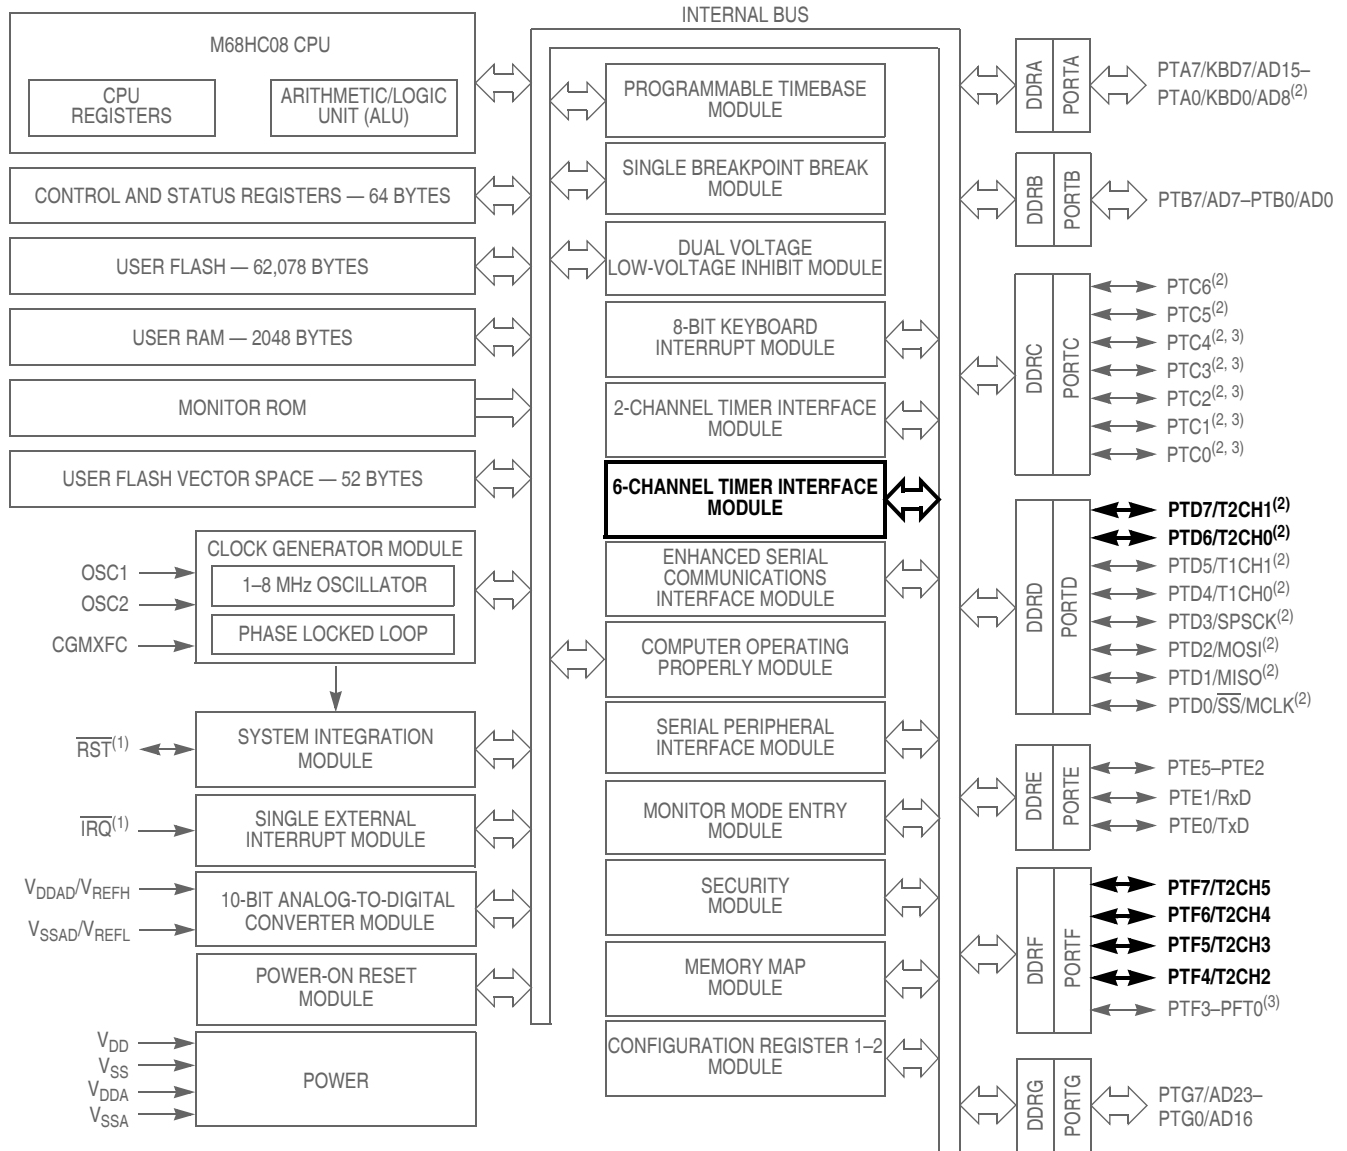 INTERNAL BUS
M68HC08 CPU
CPU
REGISTERS
ARITHMETIC/LOGIC
UNIT (ALU)
CONTROL AND STATUS REGISTERS — 64 BYTES
USER FLASH — 62,078 BYTES
USER RAM — 2048 BYTES
MONITOR ROM
USER FLASH VECTOR SPACE — 52 BYTES
CLOCK GENERATOR MODULE
1–8 MHz OSCILLATOR
PHASE LOCKED LOOP
OSC1
OSC2
CGMXFC
SYSTEM INTEGRATION
MODULE
RST(1)
SINGLE EXTERNAL
INTERRUPT MODULE
IRQ(1)
10-BIT ANALOG-TO-DIGITAL
CONVERTER MODULE
VDDAD/VREFH
VSSAD/VREFL
POWER-ON RESET
MODULE
POWER
VDD
VSS
VDDA
VSSA
PROGRAMMABLE TIMEBASE
MODULE
SINGLE BREAKPOINT BREAK
MODULE
DUAL VOLTAGE
LOW-VOLTAGE INHIBIT MODULE
8-BIT KEYBOARD
INTERRUPT MODULE
2-CHANNEL TIMER INTERFACE
MODULE
6-CHANNEL TIMER INTERFACE
MODULE
ENHANCED SERIAL
COMMUNICATIONS
INTERFACE MODULE
COMPUTER OPERATING
PROPERLY MODULE
SERIAL PERIPHERAL
INTERFACE MODULE
MONITOR MODE ENTRY
MODULE
SECURITY
MODULE
MEMORY MAP
MODULE
CONFIGURATION REGISTER 1–2
MODULE
DDRA
PORTA
PTA7/KBD7/AD15–
PTA0/KBD0/AD8(2)
DDRB
PORTB
PTB7/AD7–PTB0/AD0
DDRC
PORTC
PTC6(2)
PTC5(2)
PTC4(2, 3)
PTC3(2, 3)
PTC2(2, 3)
PTC1(2, 3)
PTC0(2, 3)
DDRD
PORTD
PTD7/T2CH1(2)
PTD6/T2CH0(2)
PTD5/T1CH1(2)
PTD4/T1CH0(2)
PTD3/SPSCK(2)
PTD2/MOSI(2)
PTD1/MISO(2)
PTD0/SS/MCLK(2)
DDRE
PORTE
PTE5–PTE2
PTE1/RxD
PTE0/TxD
DDRF
PORTF
PTF7/T2CH5
PTF6/T2CH4
PTF5/T2CH3
PTF4/T2CH2
PTF3–PFT0(3)
DDRG
PORTG
PTG7/AD23–
PTG0/AD16